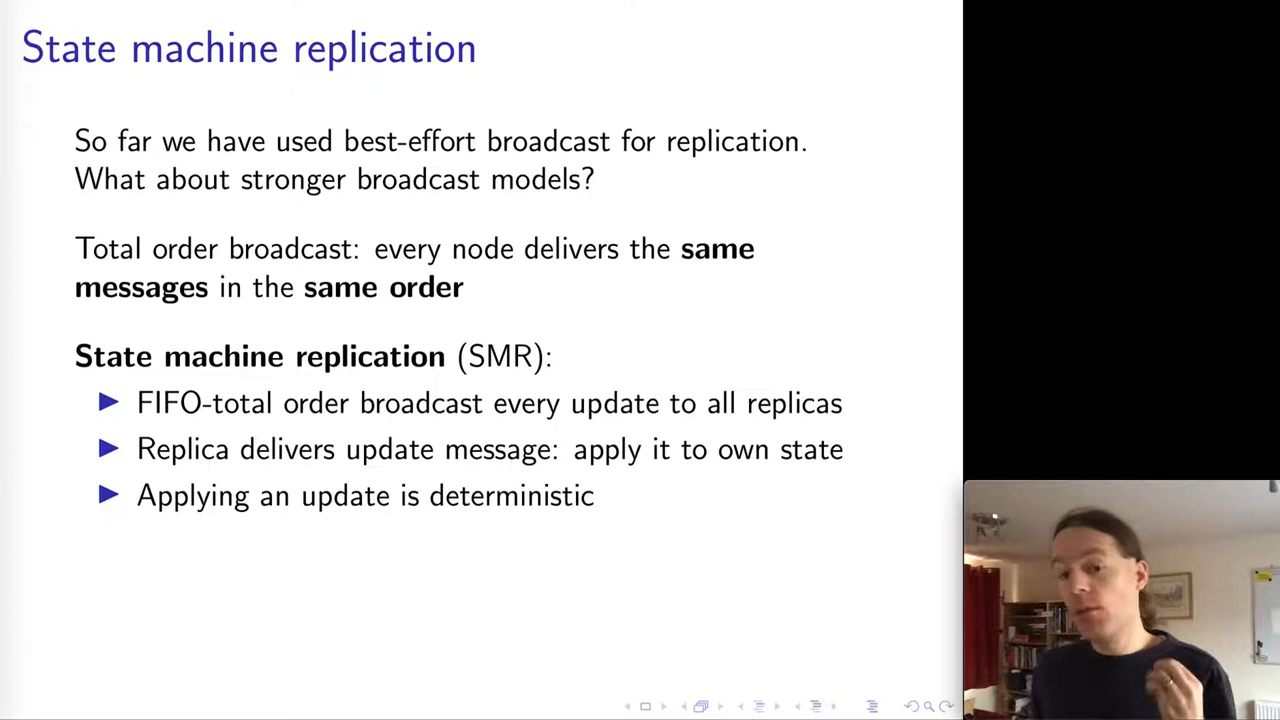 State machine replication
So far we have used best-effort broadcast for replication.
What about stronger broadcast models?
Total order broadcast: every node delivers the same
messages in the same order
State machine replication (SMR):
▶ FIFO-total order broadcast every update to all replicas
▶ Replica delivers update message: apply it to own state
▶ Applying an update is deterministic